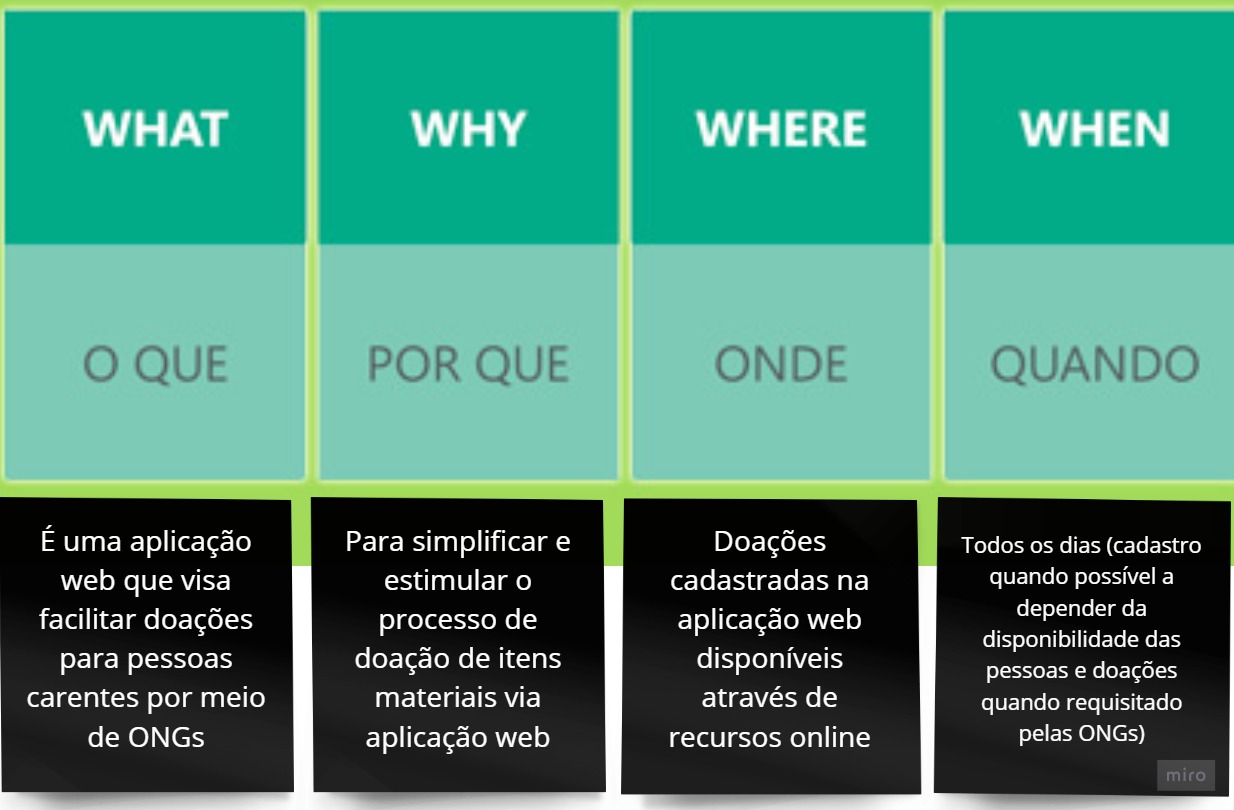 WHAT
WHY
WHERE
WHEN
O QUE
POR QUE
ONDE
QUANDO
É uma aplicação
web que visa
facilitar doações
para pessoas
carentes por meio
de ONGs
Para simplificar e
estimular o
processo de
doação de itens
materiais via
aplicação web
Doações
cadastradas na
aplicação web
disponíveis
através de
recursos online
Todos os dias (cadastro
quando possível a
depender da
disponibilidade das
pessoas e doações
quando requisitado
pelas ONGs)
miro